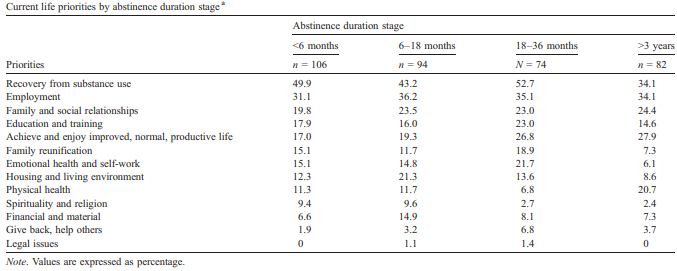 Current life priorities by abstinence duration stage a
Abstinence duration stage
<6 months 6–18 months 18–36 months >3 years
Priorities n = 106 n = 94 N = 74 n = 82
Recovery from substance use 49.9 43.2 52.7 34.1
Employment 31.1 36.2 35.1 34.1
Family and social relationships 19.8 23.5 23.0 24.4
Education and training 17.9 16.0 23.0 14.6
Achieve and enjoy improved, normal, productive life 17.0 19.3 26.8 27.9
Family reunification 15.1 11.7 18.9 7.3
Emotional health and self-work 15.1 14.8 21.7 6.1
Housing and living environment 12.3 21.3 13.6 8.6
Physical health 11.3 11.7 6.8 20.7
Spirituality and religion 9.4 9.6 2.7 2.4
Financial and material 6.6 14.9 8.1 7.3
Give back, help others 1.9 3.2 6.8 3.7
Legal issues 0 1.1 1.4 0
Note. Values are expressed as percentage.